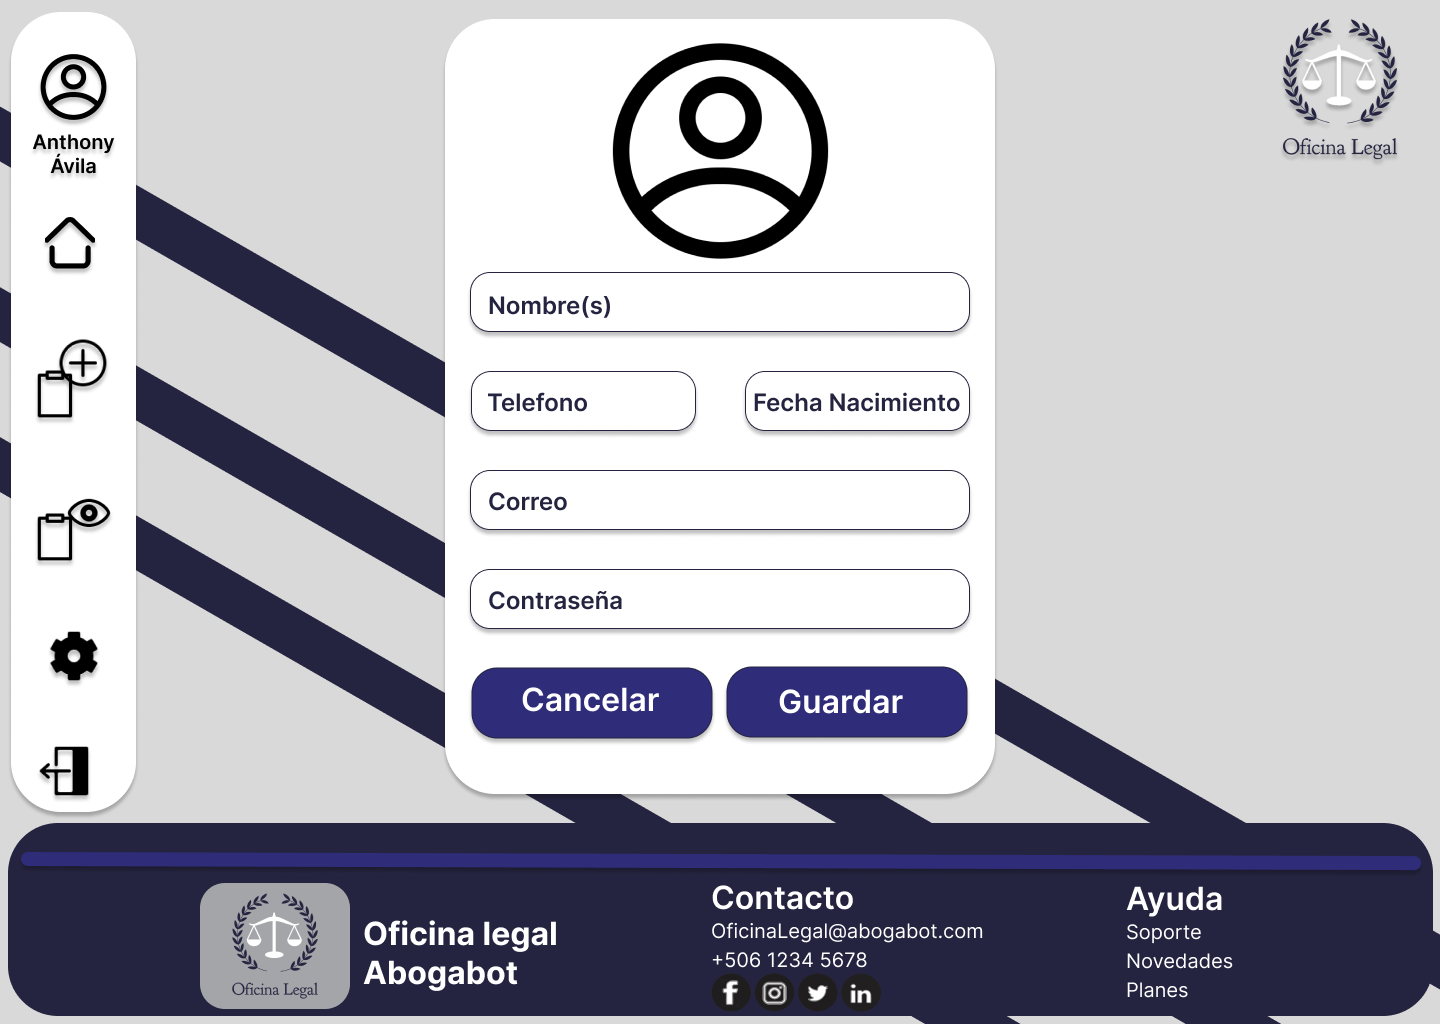 Anthony
Ávila
Oficina Legal
Nombre(s)
Telefono
Fecha Nacimiento
Correo
Contraseña
Cancelar
Guardar
Oficina Legal
Oficina legal
Abogabot
Contacto
OficinaLegal@abogabot.com
+506 1234 5678
Ayuda
Soporte
Novedades
Planes